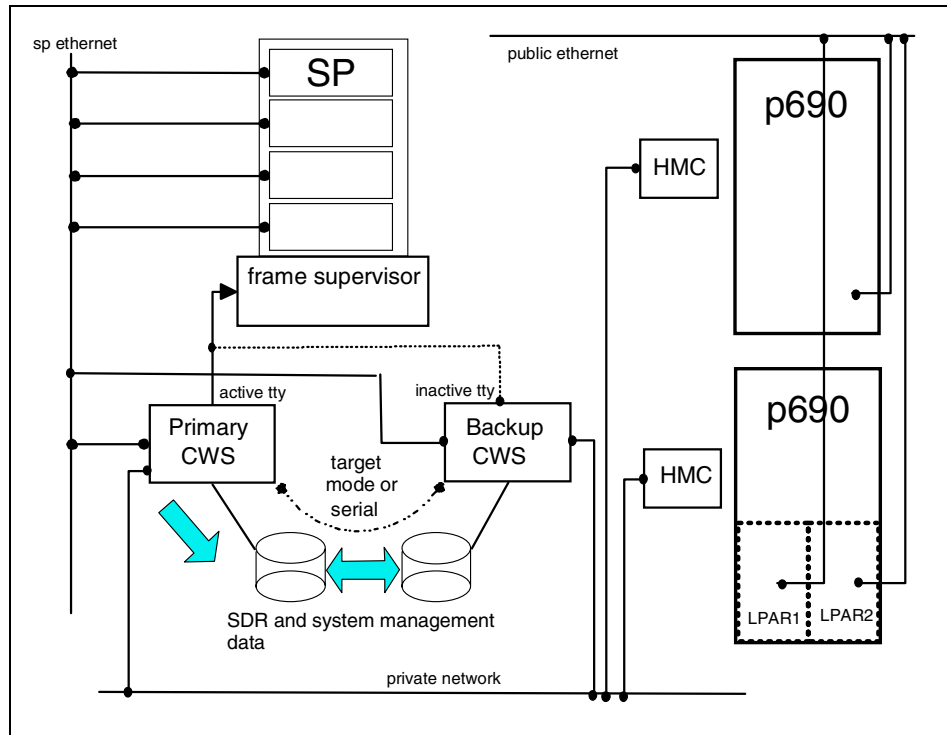 sp ethernet
public ethernet
SP
p690
HMC
frame supervisor
active tty
inactive tty
Primary
CWS
Backup
CWS
target
mode or
serial
p690
HMC
LPAR1
LPAR2
SDR and system management
data
private network